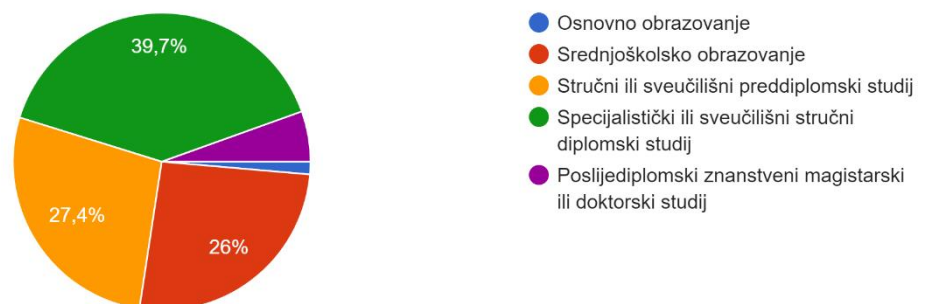 39,7%
27,4%
26%
Osnovno obrazovanje
Srednjoškolsko obrazovanje
Stručni ili sveučilišni preddiplomski studij
Specijalistički ili sveučilišni stručni
diplomski studij
Poslijediplomski znanstveni magistarski
ili doktorski studij